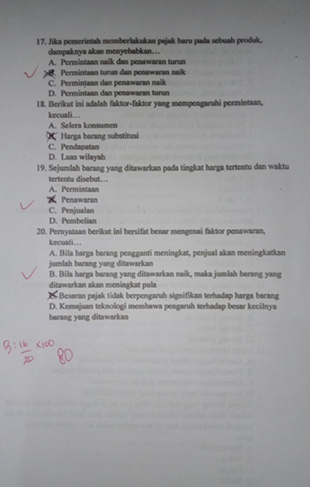 17. Jika pemerintah memberlakukan pajak baru pada sebuah produk,
dampaknya akan menyebabkan…
A. Permintaan naik dan penawaran turun
B. Permintaan turun dan penawaran naik
C. Permintaan dan penawaran naik
D. Permintaan dan penawaran turun
18. Berikut ini adalah faktor-faktor yang mempengaruhi permintaan,
kecuali…
A. Selera konsumen
B. Harga barang substitusi
C. Pendapatan
D. Luas wilayah
19. Sejumlah barang yang ditawarkan pada tingkat harga tertentu dan waktu
tertentu disebut…
A. Permintaan
B. Penawaran
C. Penjualan
D. Pembelian
20. Pernyataan berikut ini bersifat benar mengenai faktor penawaran,
kecuali…
A. Bila harga barang pengganti meningkat, penjual akan meningkatkan
jumlah barang yang ditawarkan
B. Bila harga barang yang ditawarkan naik, maka jumlah barang yang
ditawarkan akan meningkat pula
C. Besaran pajak tidak berpengaruh signifikan terhadap harga barang
D. Kemajuan teknologi membawa pengaruh terhadap besar kecilnya
barang yang ditawarkan
B: 16 x100
20
80